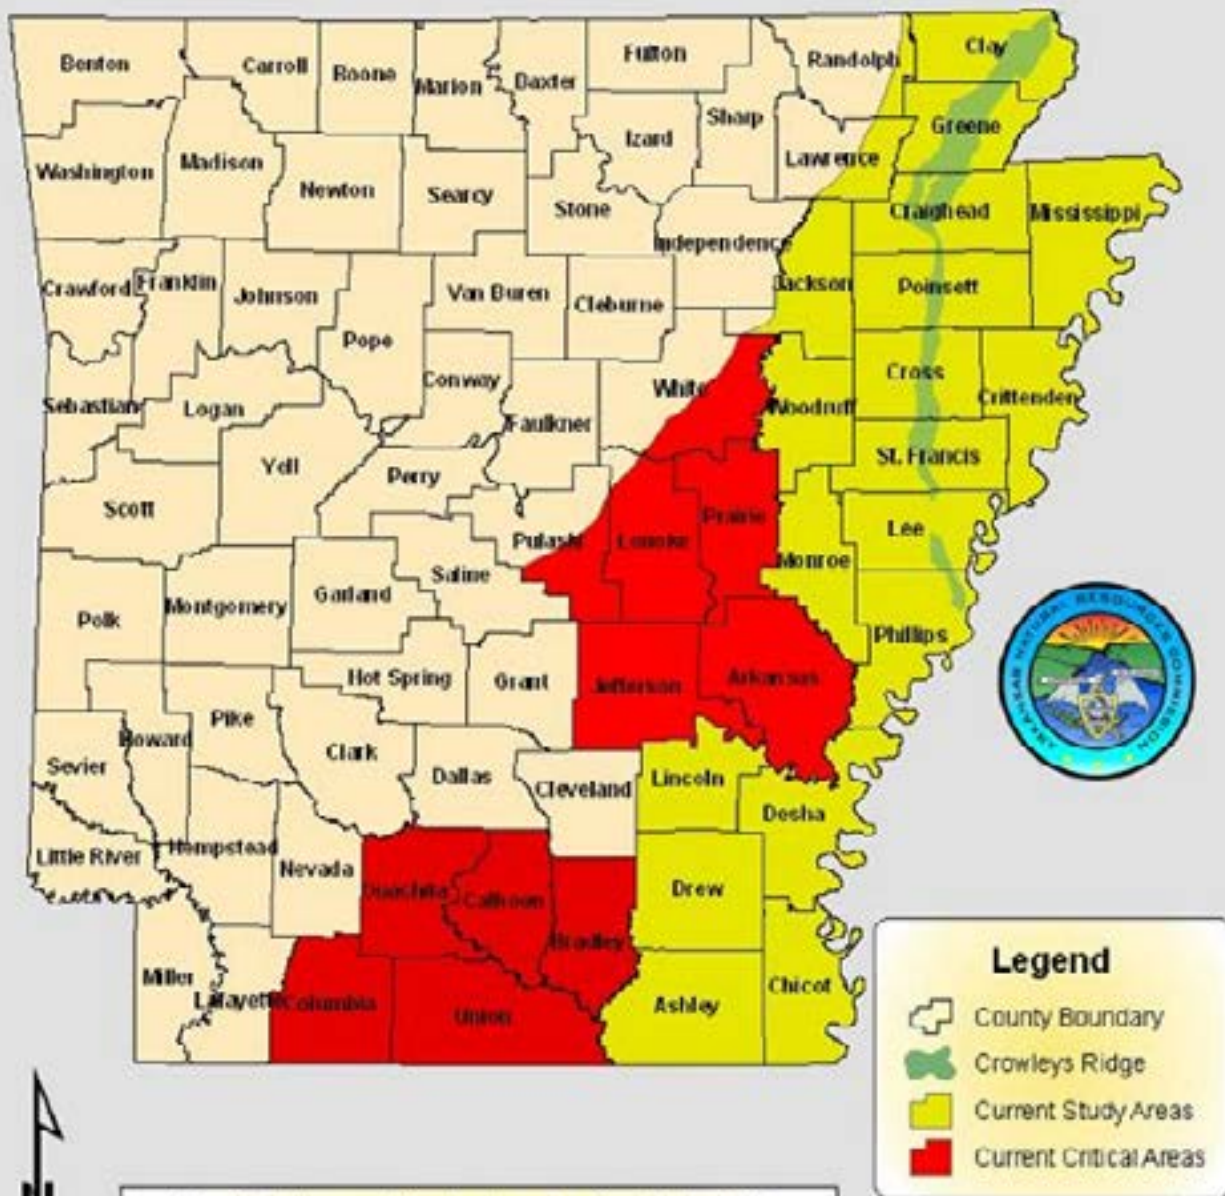 Benton
Carroll
Boone
Marion
Baxter
Fulton
Randolph
Clay
Washington
Madison
Newton
Searcy
Stone
Izard
Sharp
Lawrence
Greene
Independence
Craighead
Mississippi
Crawford
Franklin
Johnson
Pope
Van Buren
Cleburne
Jackson
Poinsett
Sebastian
Logan
Conway
Faulkner
White
Woodruff
Cross
Crittenden
Scott
Yell
Perry
Pulaski
Lonoke
Prairie
St. Francis
Lee
Monroe
Polk
Montgomery
Garland
Saline
Hot Spring
Grant
Jefferson
Arkansas
Phillips
Sevier
Howard
Pike
Clark
Dallas
Cleveland
Lincoln
Desha
Little River
Hempstead
Nevada
Ouachita
Calhoun
Bradley
Drew
Miller
Lafayette
Columbia
Union
Ashley
Chicot
ARKANSAS NATURAL RESOURCES COMMISSION
Legend
County Boundary
Crowleys Ridge
Current Study Areas
Current Critical Areas
N